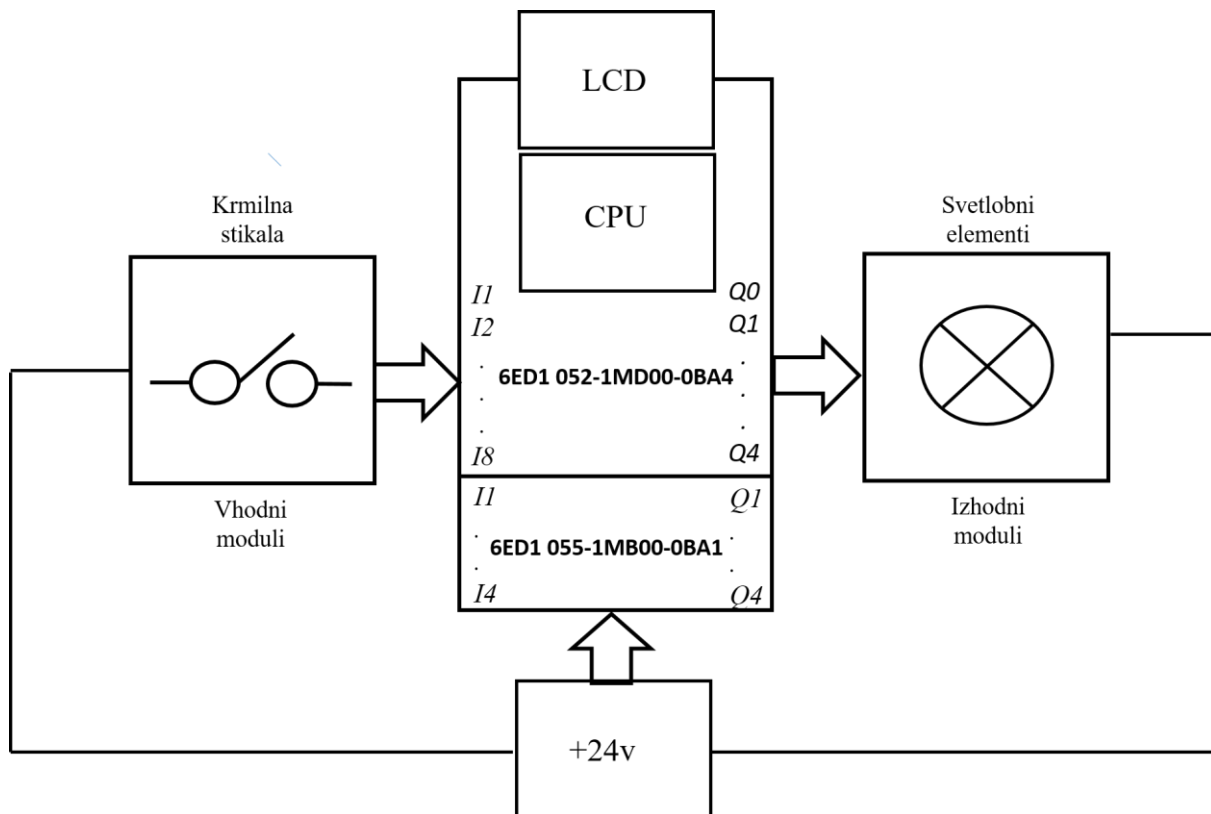 LCD
CPU
Krmilna
stikala
Vhodni
moduli
I1
I2
.
.
.
I8
Q0
Q1
.
.
.
Q4
6ED1 052-1MD00-0BA4
I1
.
.
I4
6ED1 055-1MB00-0BA1
Q1
.
.
Q4
Svetlobni
elementi
Izhodni
moduli
+24v